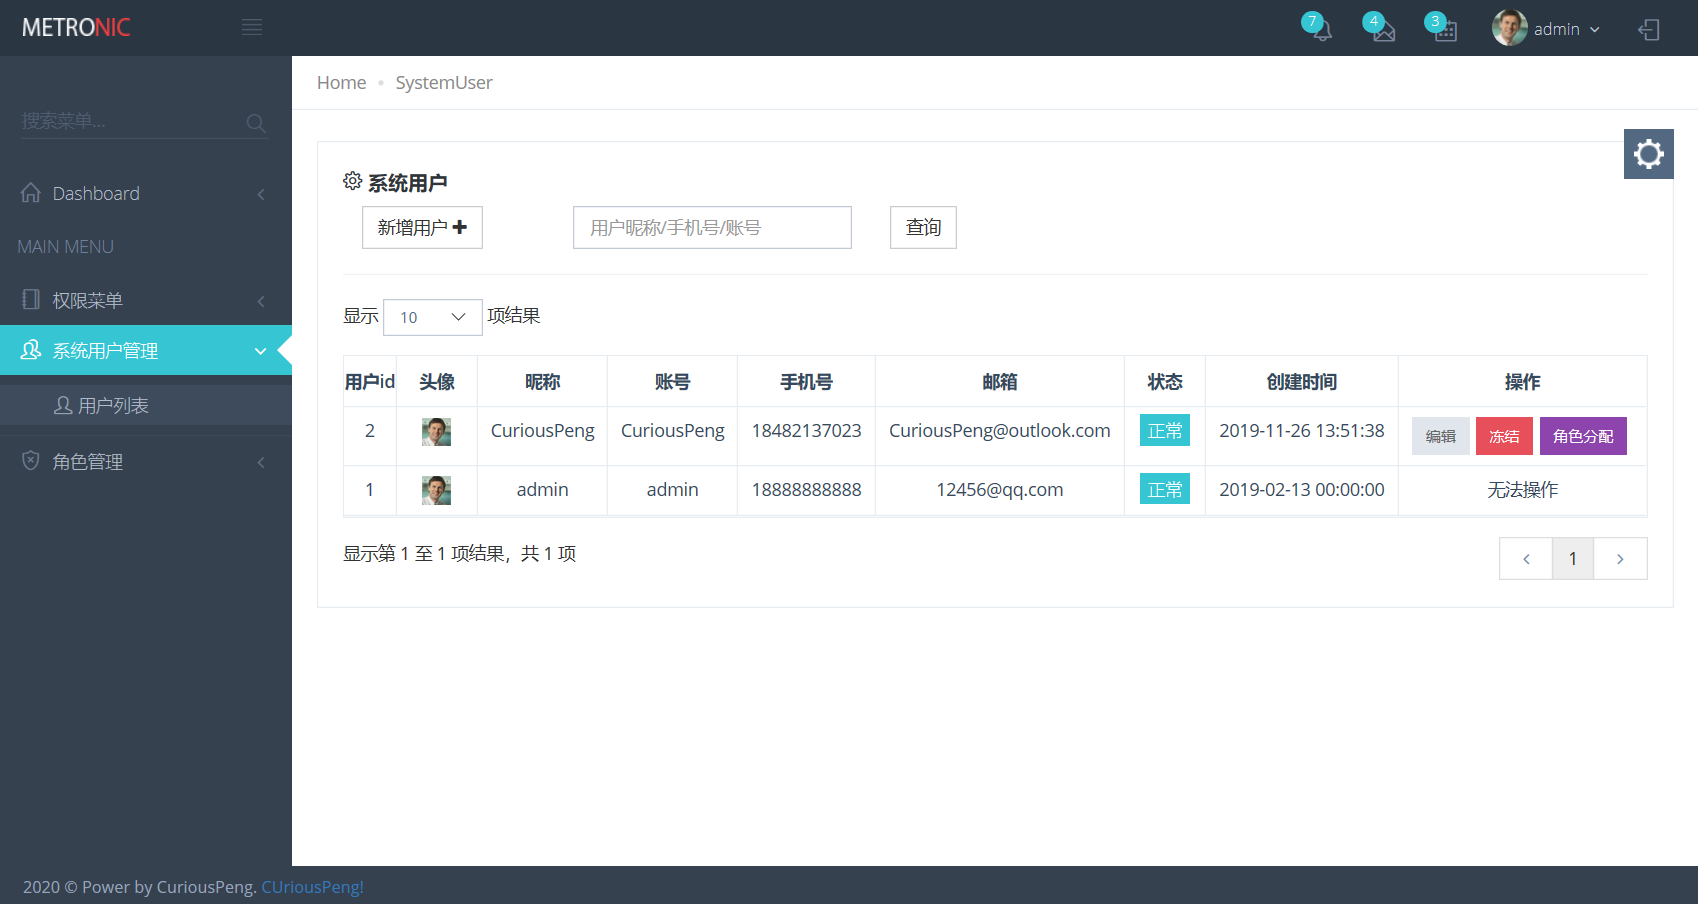 METRONIC
7
4
3
admin
Home • SystemUser
搜索菜单...
Dashboard
MAIN MENU
权限菜单
系统用户管理
用户列表
角色管理
系统用户
新增用户
用户昵称/手机号/账号
查询
显示 10 项结果
用户id 头像 昵称 账号 手机号 邮箱 状态 创建时间 操作
2 CuriousPeng CuriousPeng 18482137023 CuriousPeng@outlook.com 正常 2019-11-26 13:51:38 编辑 冻结 角色分配
1 admin admin 18888888888 12456@qq.com 正常 2019-02-13 00:00:00 无法操作
显示第 1 至 1 项结果，共 1 项
1
2020 © Power by CuriousPeng. CUriousPeng!